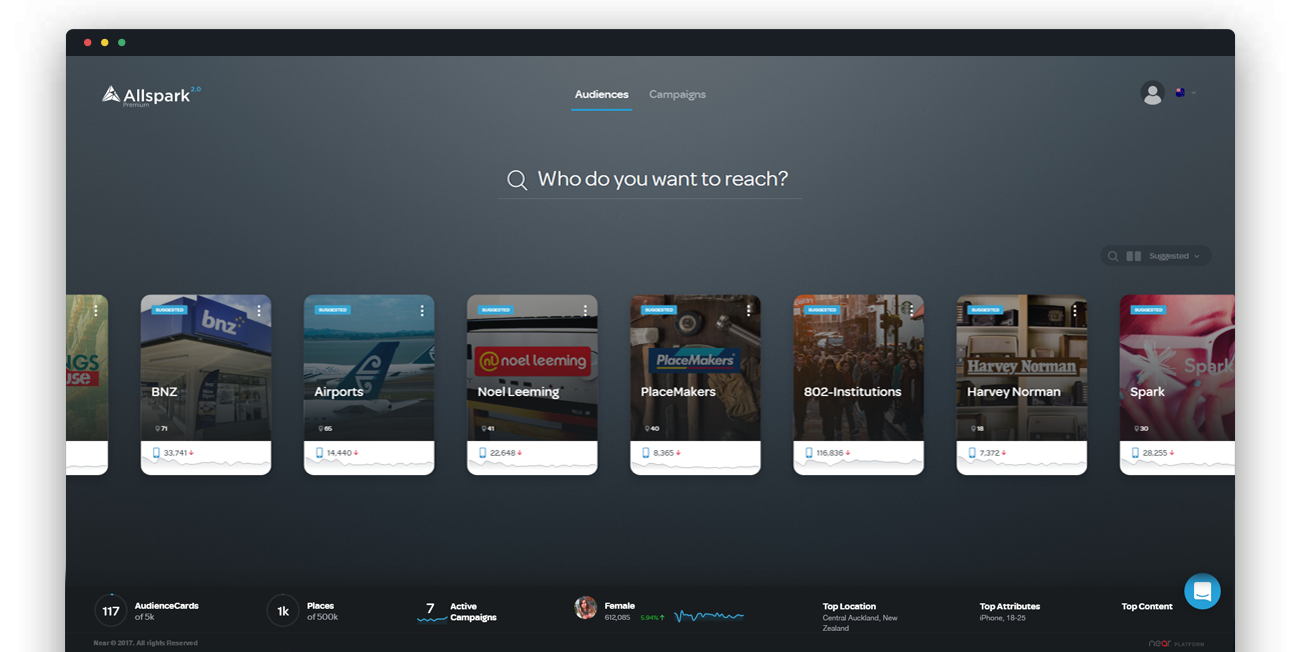 Allspark 2.0
Premium
Audiences
Campaigns
Who do you want to reach?
Suggested
NGS
USE
SUGGESTED
bnz
BNZ
71
33,741
SUGGESTED
Airports
65
14,440
SUGGESTED
nl noel leeming
Noel Leeming
41
22,648
SUGGESTED
PlaceMakers
PlaceMakers
40
8,365
SUGGESTED
802-Institutions
116,836
SUGGESTED
Harvey Norman
Harvey Norman
18
7,372
SUGGESTED
Spark
Spark
30
28,255
117
AudienceCards
of 5k
1k
Places
of 500k
7
Active
Campaigns
Female
612,085 5.94%
Top Location
Central Auckland, New
Zealand
Top Attributes
iPhone, 18-25
Top Content
Near © 2017. All rights Reserved
near PLATFORM